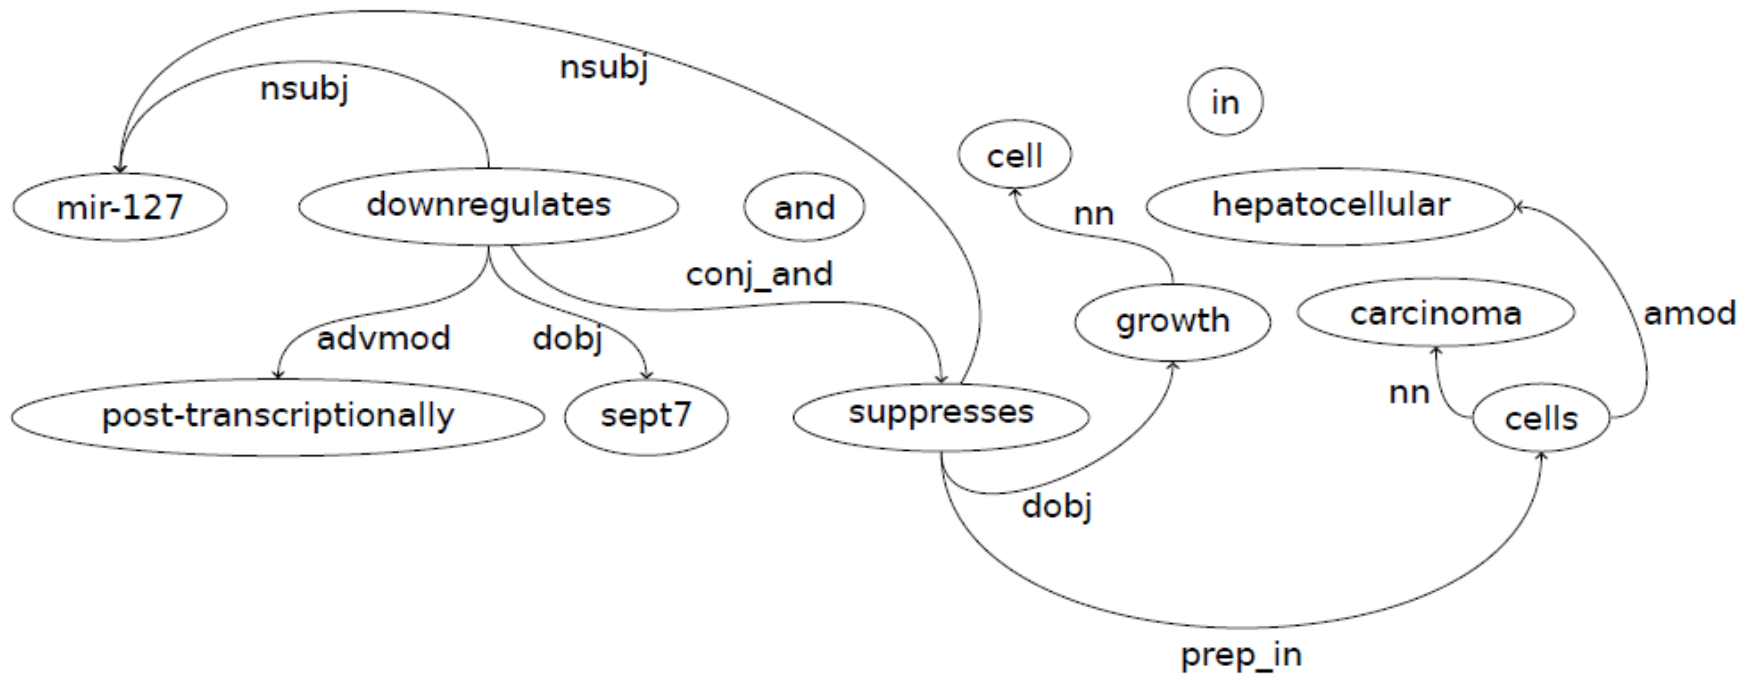 nsubj
nsubj
in
cell
mir-127
downregulates
and
nn
hepatocellular
conj_and
advmod
dobj
growth
carcinoma
amod
nn
post-transcriptionally
sept7
suppresses
cells
dobj
prep_in